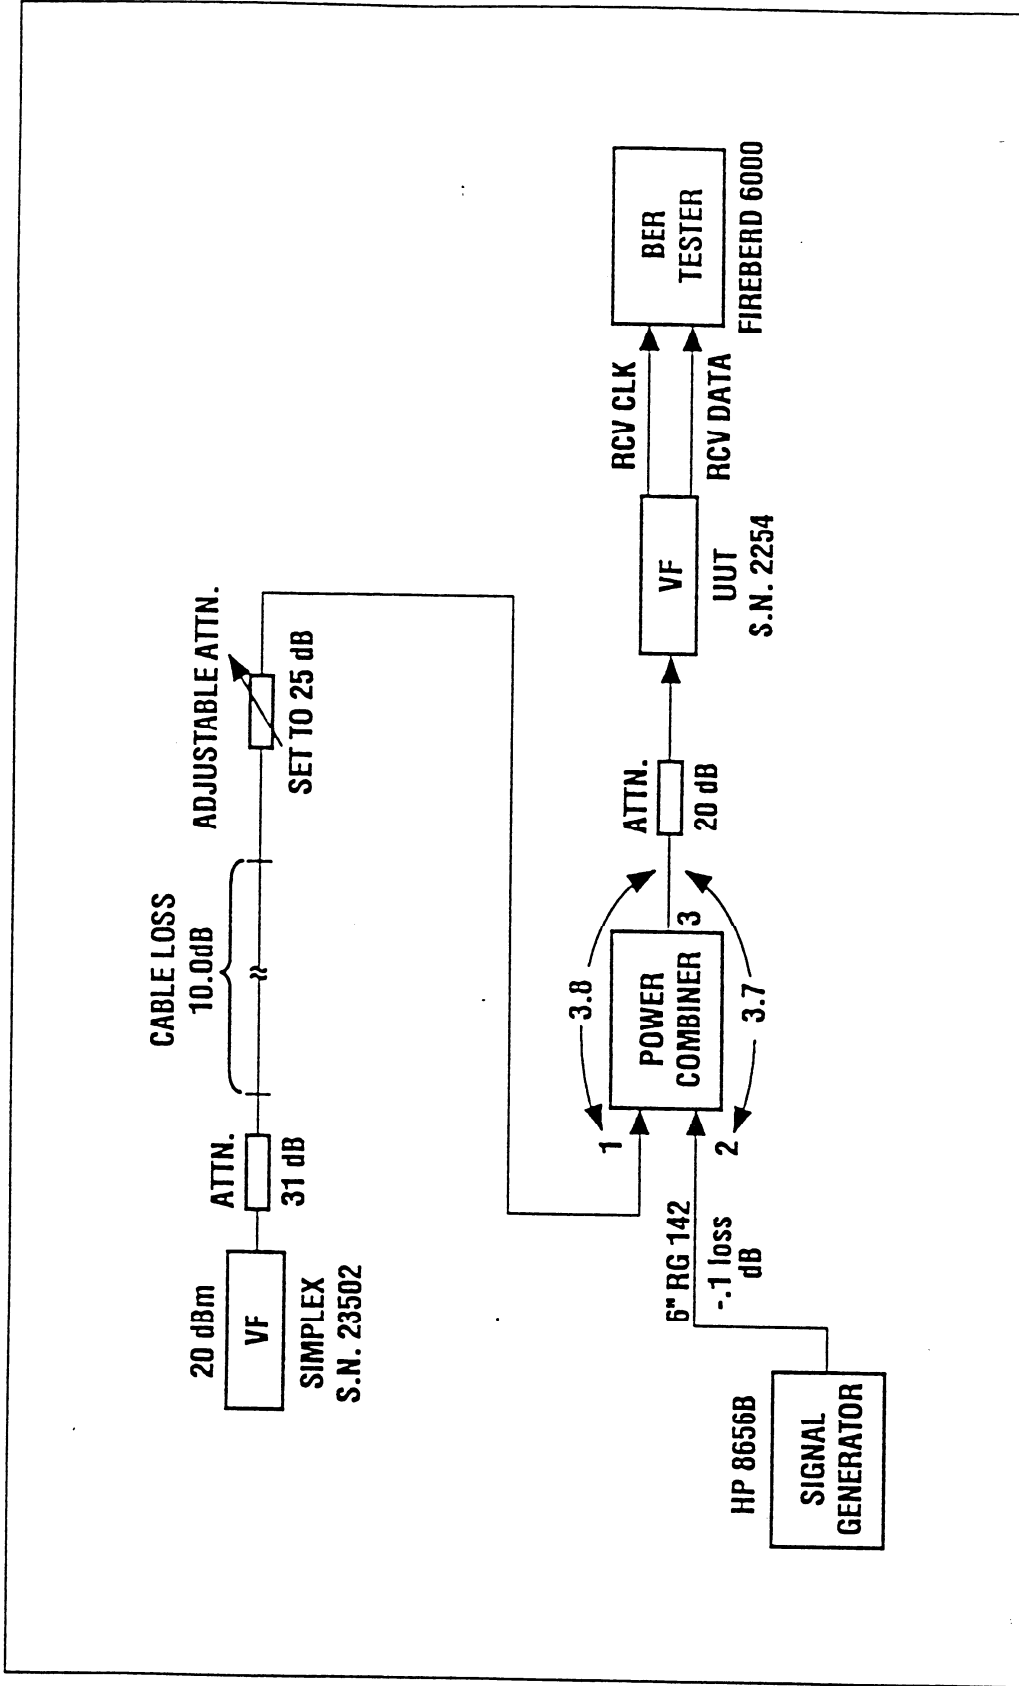 20 dBm
VF
SIMPLEX
S.N. 23502
ATTN.
31 dB
CABLE LOSS
10.0dB
≈
ADJUSTABLE ATTN.
SET TO 25 dB
HP 8656B
SIGNAL
GENERATOR
6" RG 142
-.1 loss
dB
1
2
3.8
POWER
COMBINER
3
3.7
ATTN.
20 dB
VF
UUT
S.N. 2254
RCV CLK
RCV DATA
BER
TESTER
FIREBERD 6000